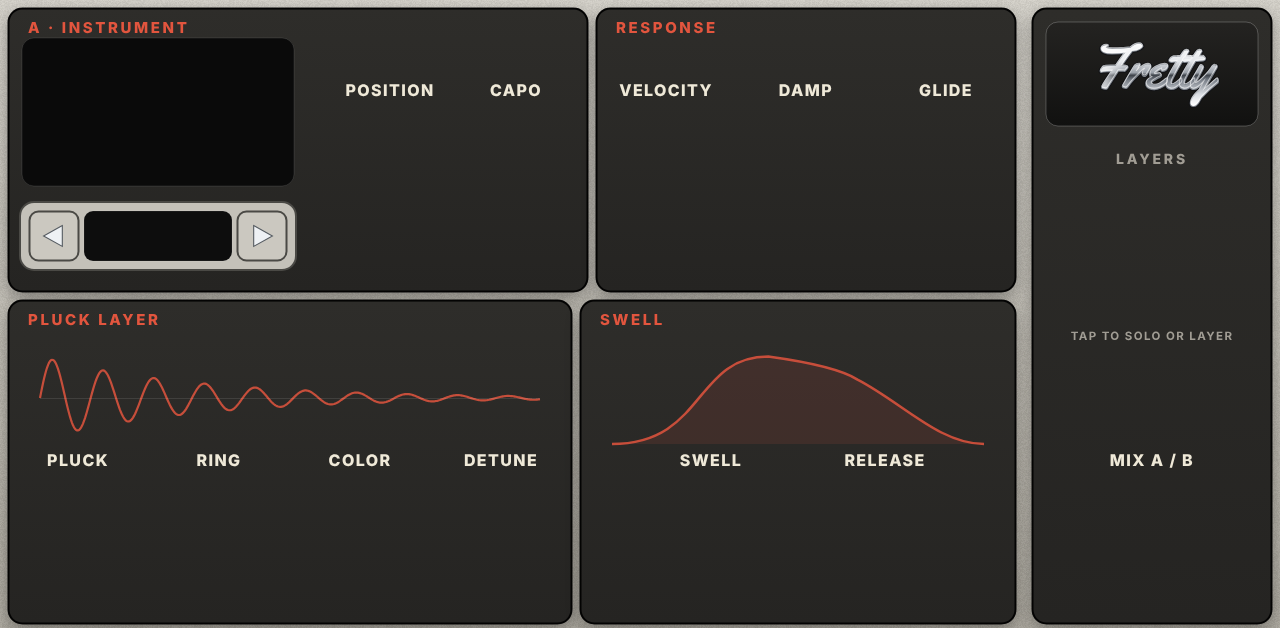 A · INSTRUMENT
POSITION
CAPO
RESPONSE
VELOCITY
DAMP
GLIDE
Fretty
LAYERS
TAP TO SOLO OR LAYER
MIX A / B
PLUCK LAYER
PLUCK
RING
COLOR
DETUNE
SWELL
SWELL
RELEASE